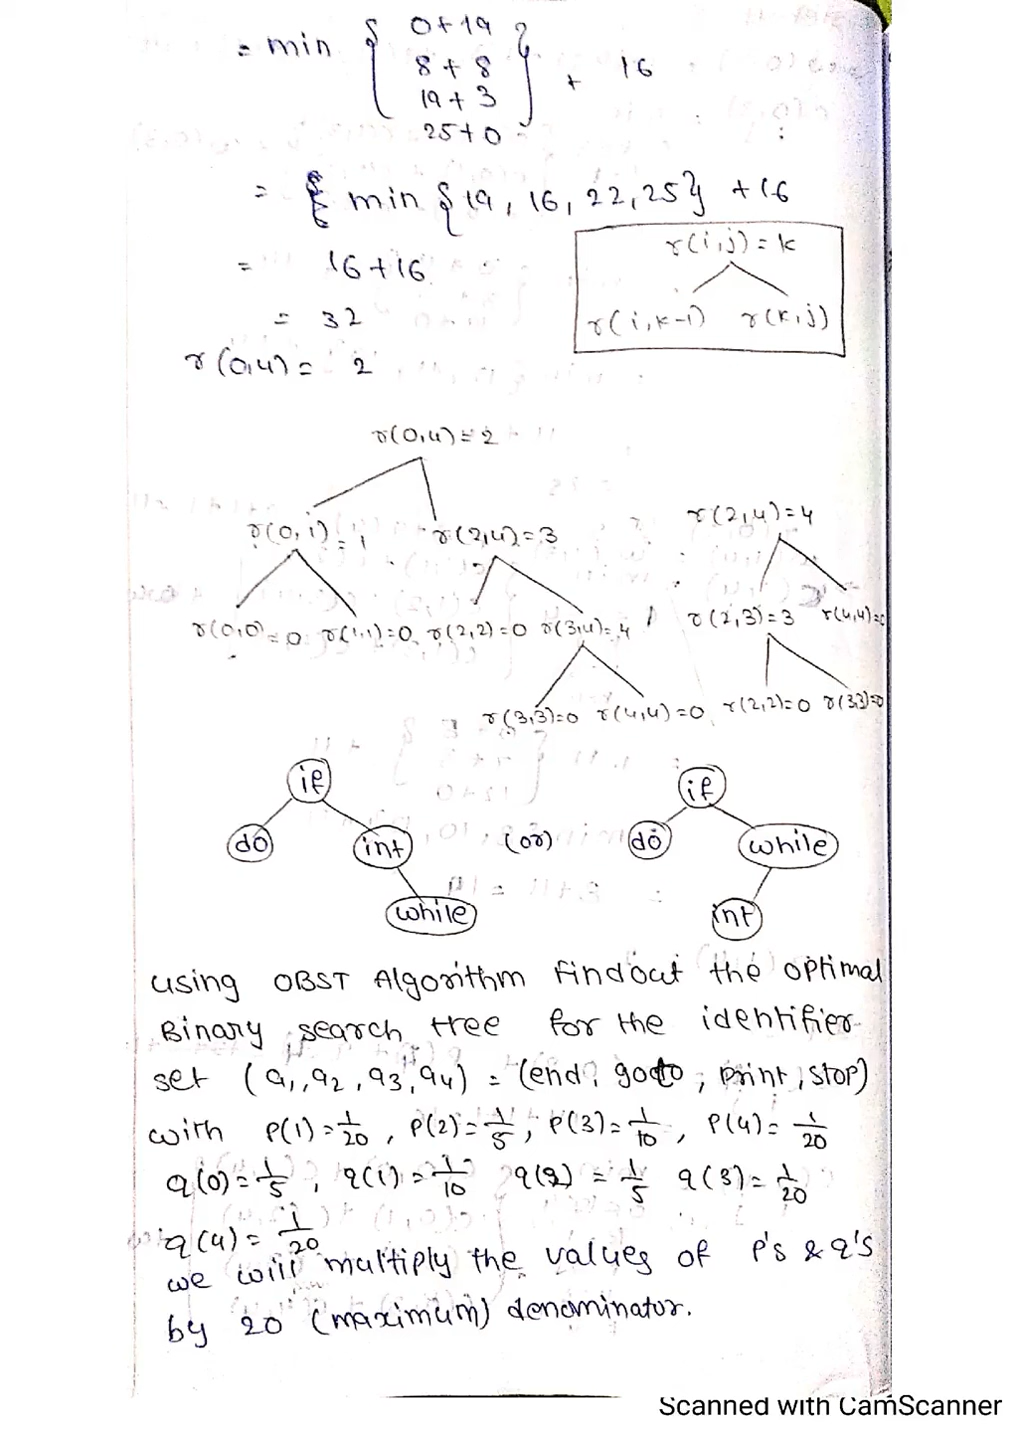 = min { 0+19
8+8
19+3
25+0 } + 16
= { min {19, 16, 22, 25} + 16
= 16+16
= 32
r(i,j) = k
r(i,k-1) r(k,j)
r(0,4) = 2
r(0,4) = 2
r(0,1) = 1 r(2,4) = 3 r(2,4) = 4
r(0,0) = 0 r(1,1) = 0 r(2,2) = 0 r(3,4) = 4 r(2,3) = 3 r(4,4) = 0
r(3,3) = 0 r(4,4) = 0 r(2,2) = 0 r(3,3) = 0
if if
do int (or) do while
while int
using OBST Algorithm findout the optimal
Binary search tree for the identifier
set (a1, a2, a3, a4) = (end, goto, print, stop)
with P(1) = 1/20, P(2) = 1/5, P(3) = 1/10, P(4) = 1/20
q(0) = 1/5, q(1) = 1/10 q(2) = 1/5 q(3) = 1/20
q(4) = 1/20
we will multiply the values of P's & q's
by 20 (maximum) denominator.
Scanned with CamScanner